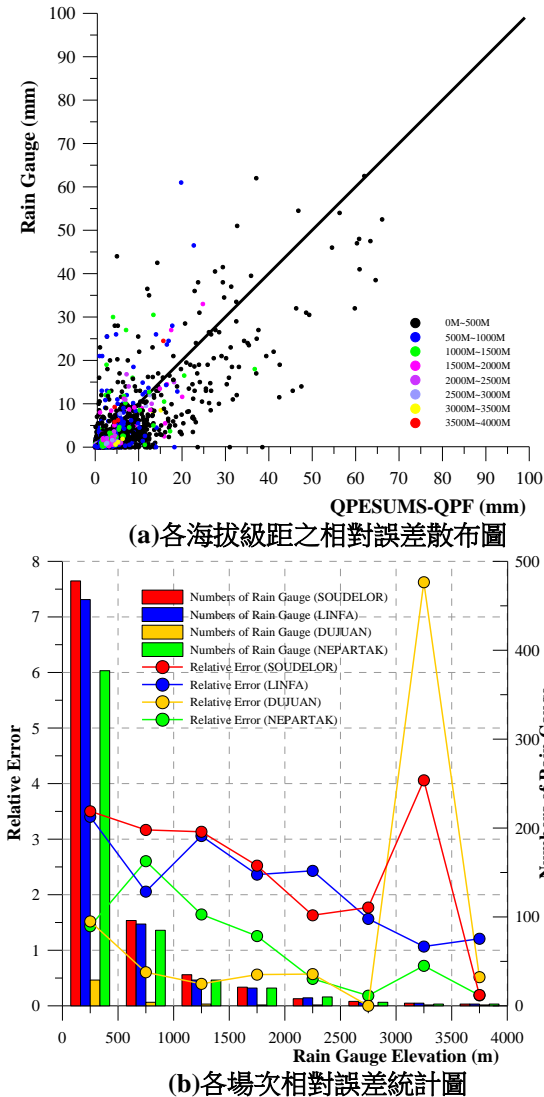 100
90
80
70
60
50
40
30
20
10
0
Rain Gauge (mm)
0M~500M
500M~1000M
1000M~1500M
1500M~2000M
2000M~2500M
2500M~3000M
3000M~3500M
3500M~4000M
0 10 20 30 40 50 60 70 80 90 100
QPESUMS-QPF (mm)
(a)各海拔級距之相對誤差散布圖
8
7
6
5
4
3
2
1
0
Relative Error
Numbers of Rain Gauge (SOUDELOR)
Numbers of Rain Gauge (LINFA)
Numbers of Rain Gauge (DUJUAN)
Numbers of Rain Gauge (NEPARTAK)
Relative Error (SOUDELOR)
Relative Error (LINFA)
Relative Error (DUJUAN)
Relative Error (NEPARTAK)
500
400
300
200
100
0
Numbers of Rain Gauge
0 500 1000 1500 2000 2500 3000 3500 4000
Rain Gauge Elevation (m)
(b)各場次相對誤差統計圖